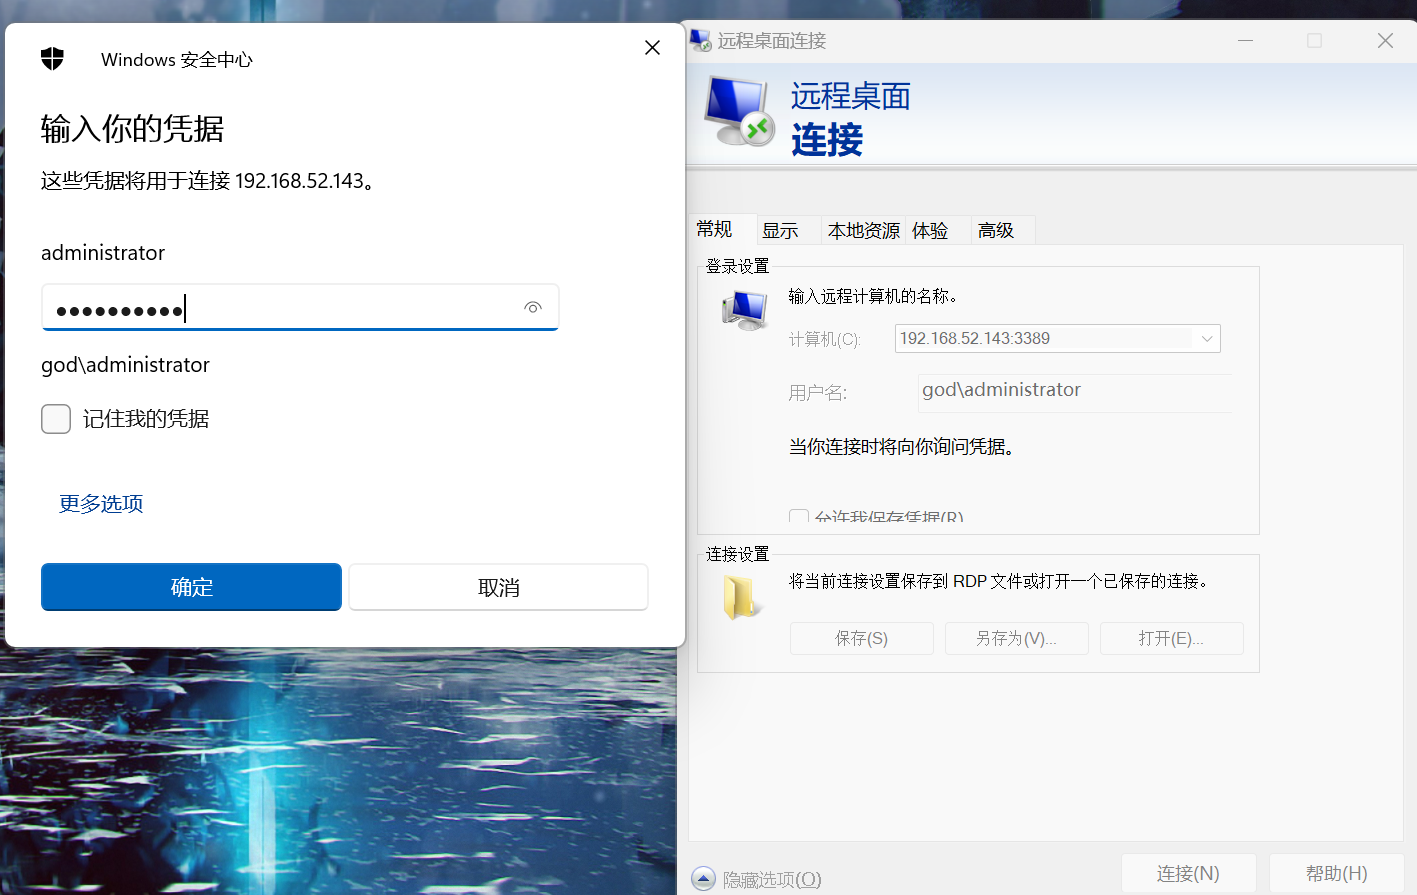 Windows 安全中心
输入你的凭据
这些凭据将用于连接 192.168.52.143。
administrator
●●●●●●●●●●
god\administrator
记住我的凭据
更多选项
确定
取消
远程桌面连接
远程桌面
连接
常规
显示
本地资源
体验
高级
登录设置
输入远程计算机的名称。
计算机(C):
192.168.52.143:3389
用户名:
god\administrator
当你连接时将向你询问凭据。
允许我保存凭据(R)
连接设置
将当前连接设置保存到 RDP 文件或打开一个已保存的连接。
保存(S)
另存为(V)...
打开(E)...
隐藏选项(O)
连接(N)
帮助(H)